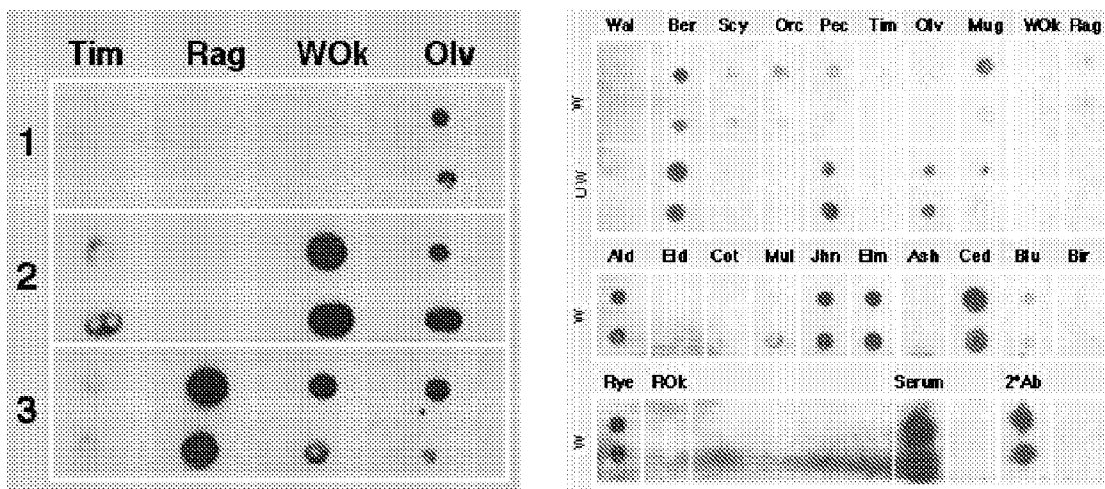 Tim Rag WOk Olv
1
2
3
Wal Ber Scy Orc Pec Tim Olv Mug WOk Rag
W
UW
Ald Eld Cot Mul Jhn Elm Ash Ced Blu Bir
W
Rye ROk Serum 2°Ab
W